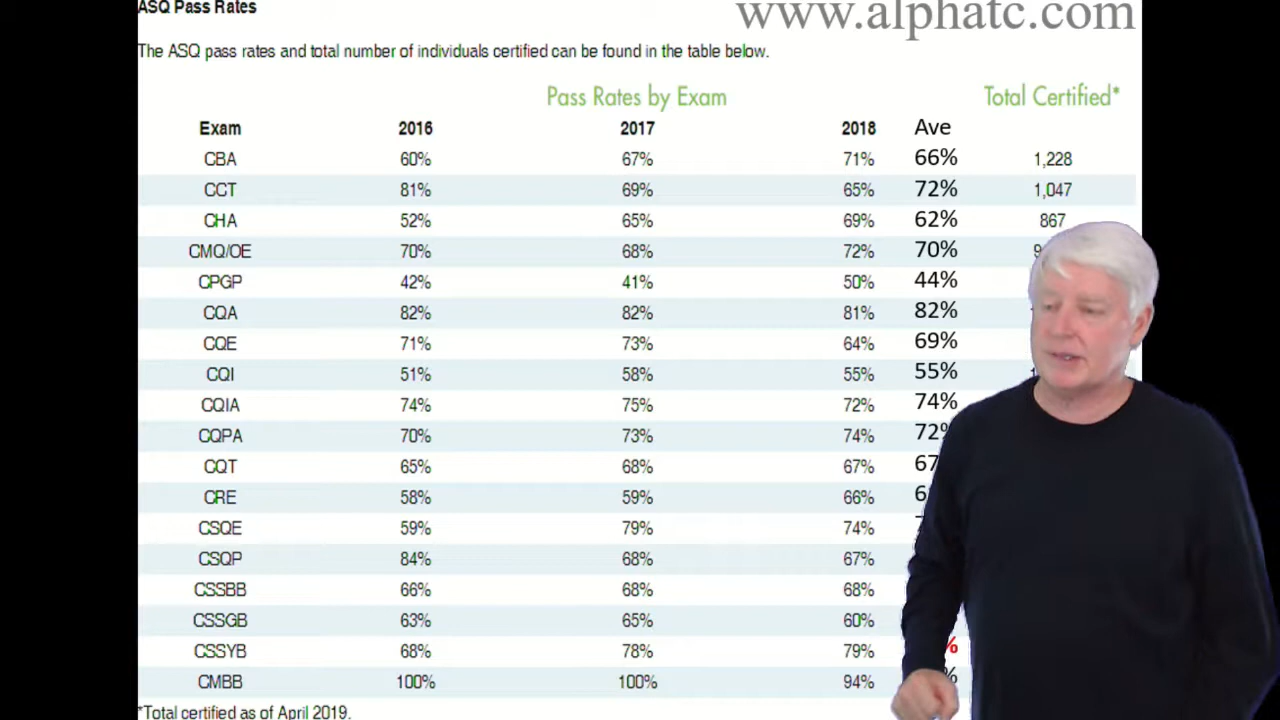 ASQ Pass Rates
www.alphatc.com
The ASQ pass rates and total number of individuals certified can be found in the table below.
Pass Rates by Exam Total Certified*
Exam 2016 2017 2018 Ave
CBA 60% 67% 71% 66% 1,228
CCT 81% 69% 65% 72% 1,047
CHA 52% 65% 69% 62% 867
CMQ/OE 70% 68% 72% 70%
CPGP 42% 41% 50% 44%
CQA 82% 82% 81% 82%
CQE 71% 73% 64% 69%
CQI 51% 58% 55% 55%
CQIA 74% 75% 72% 74%
CQPA 70% 73% 74% 72%
CQT 65% 68% 67% 67
CRE 58% 59% 66%
CSQE 59% 79% 74%
CSQP 84% 68% 67%
CSSBB 66% 68% 68%
CSSGB 63% 65% 60%
CSSYB 68% 78% 79% %
CMBB 100% 100% 94% %
*Total certified as of April 2019.